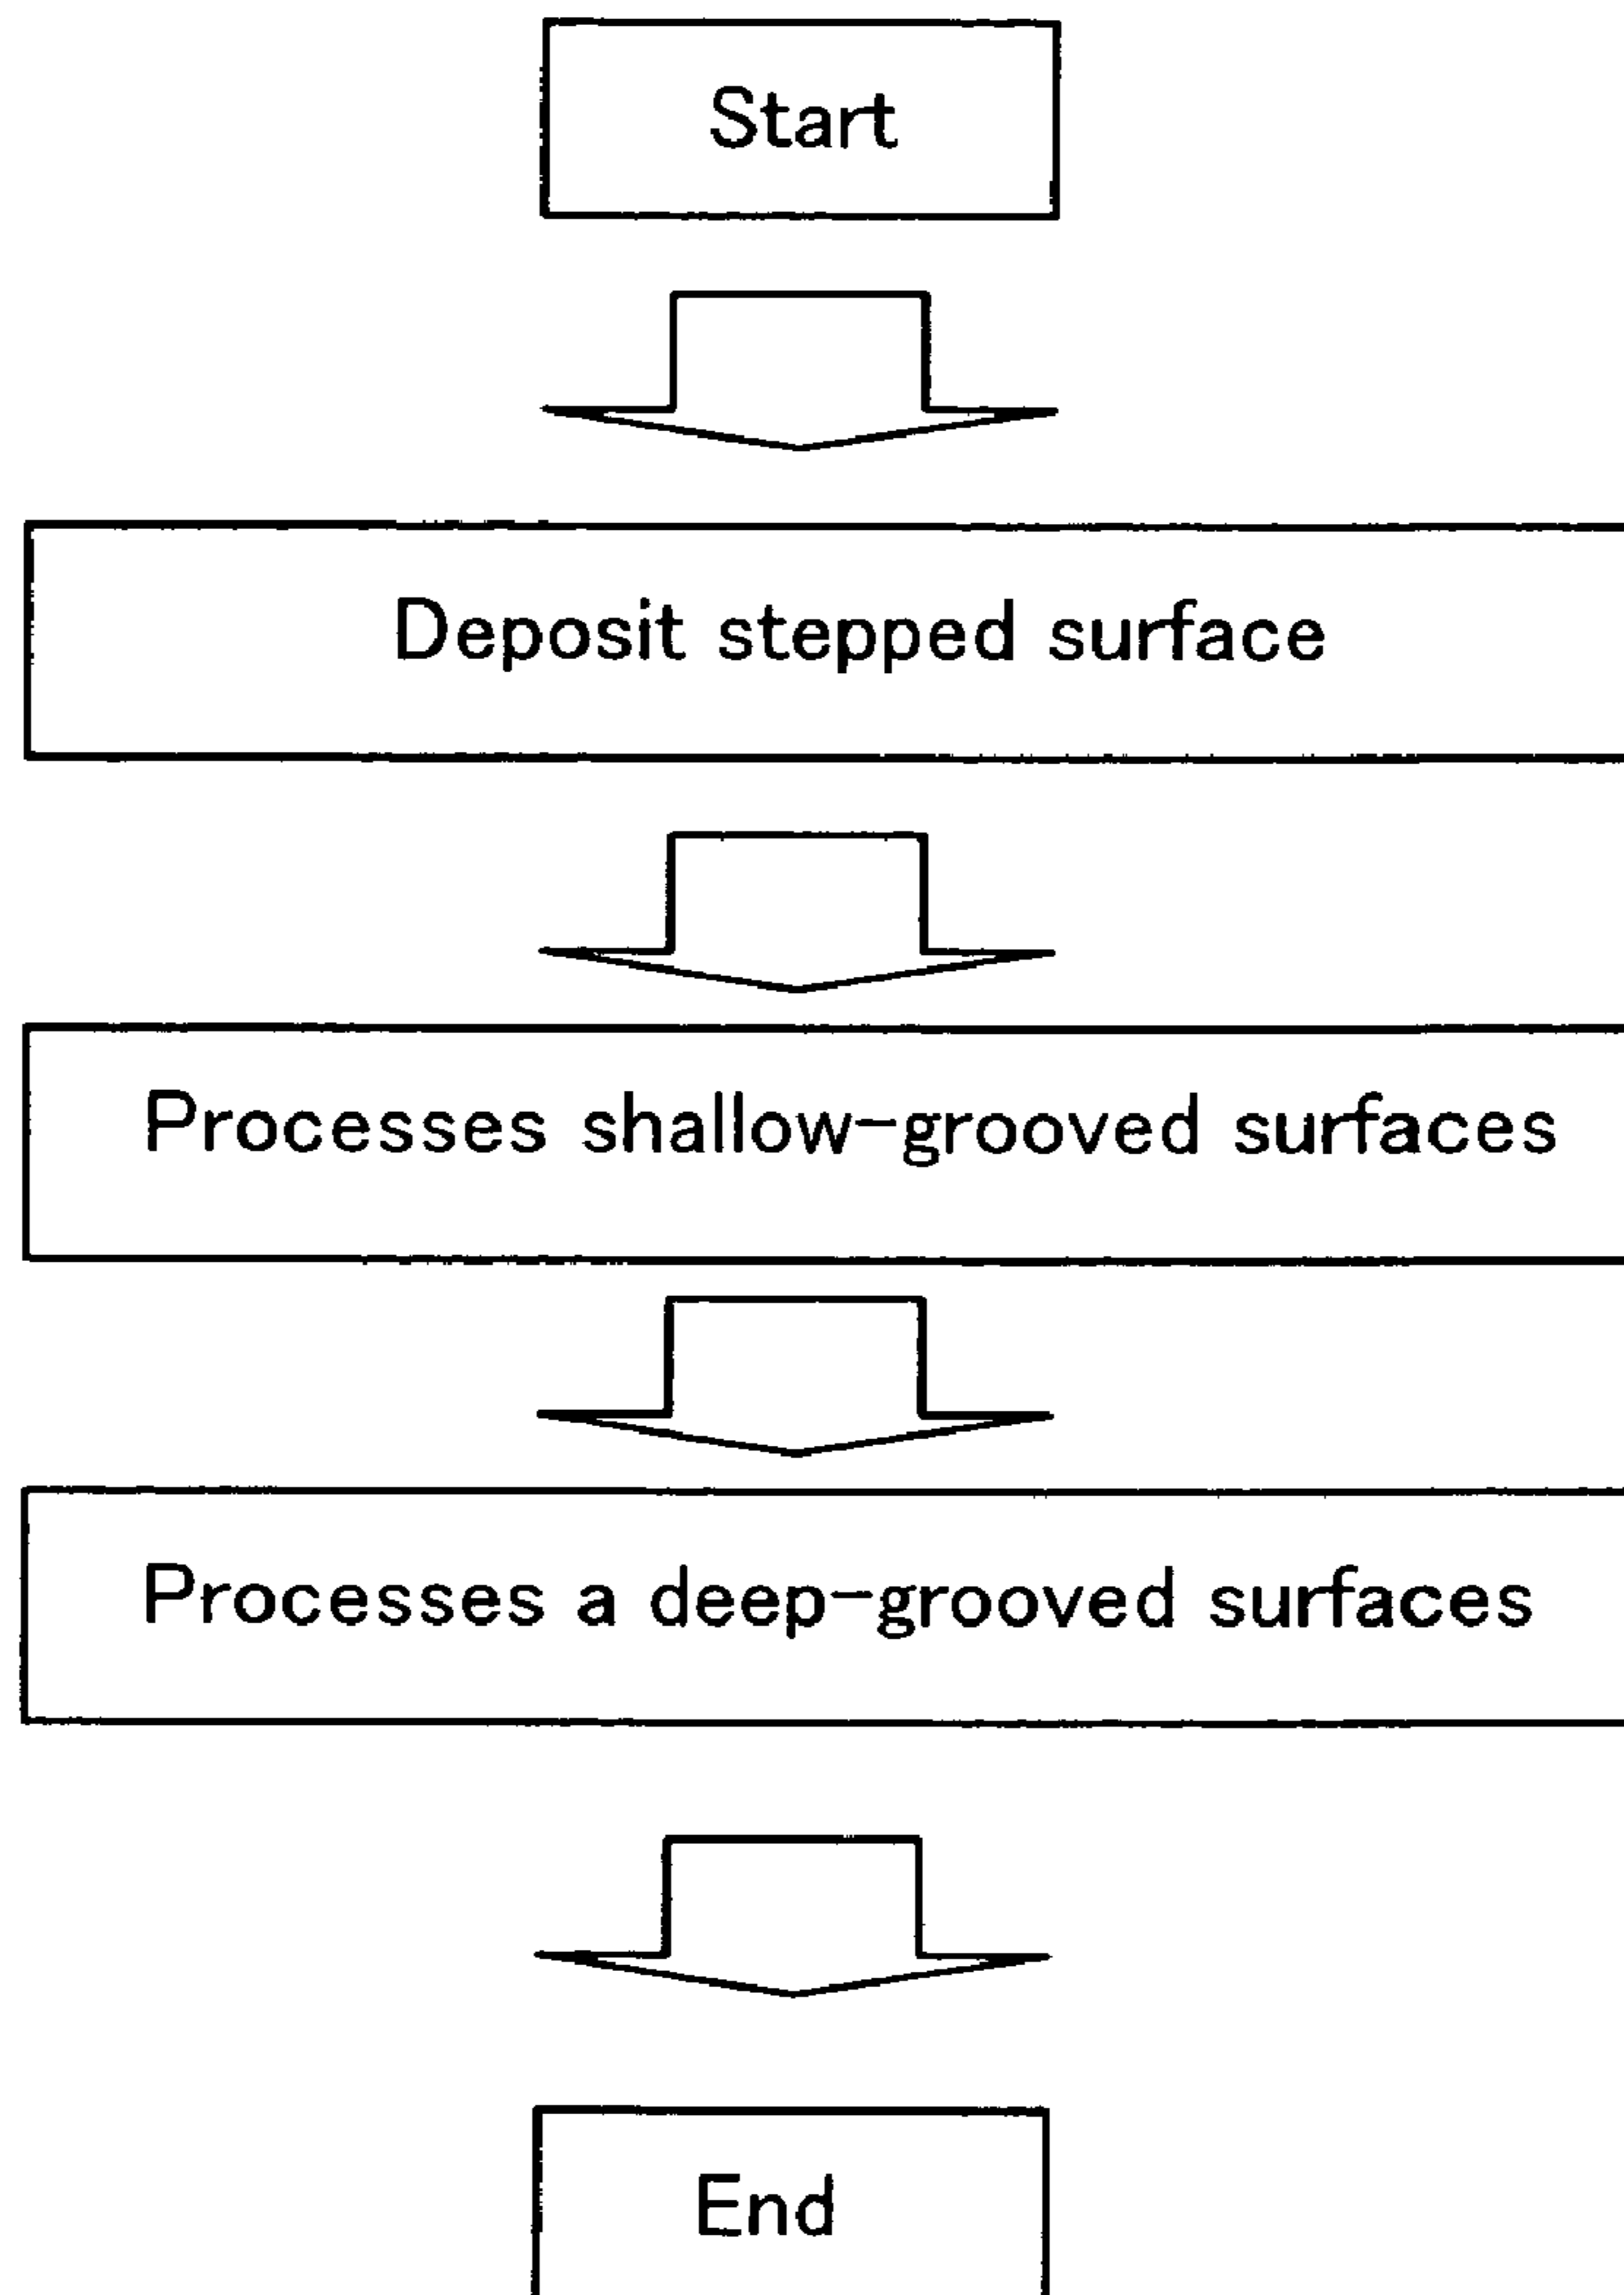 Start
Deposit stepped surface
Processes shallow-grooved surfaces
Processes a deep-grooved surfaces
End